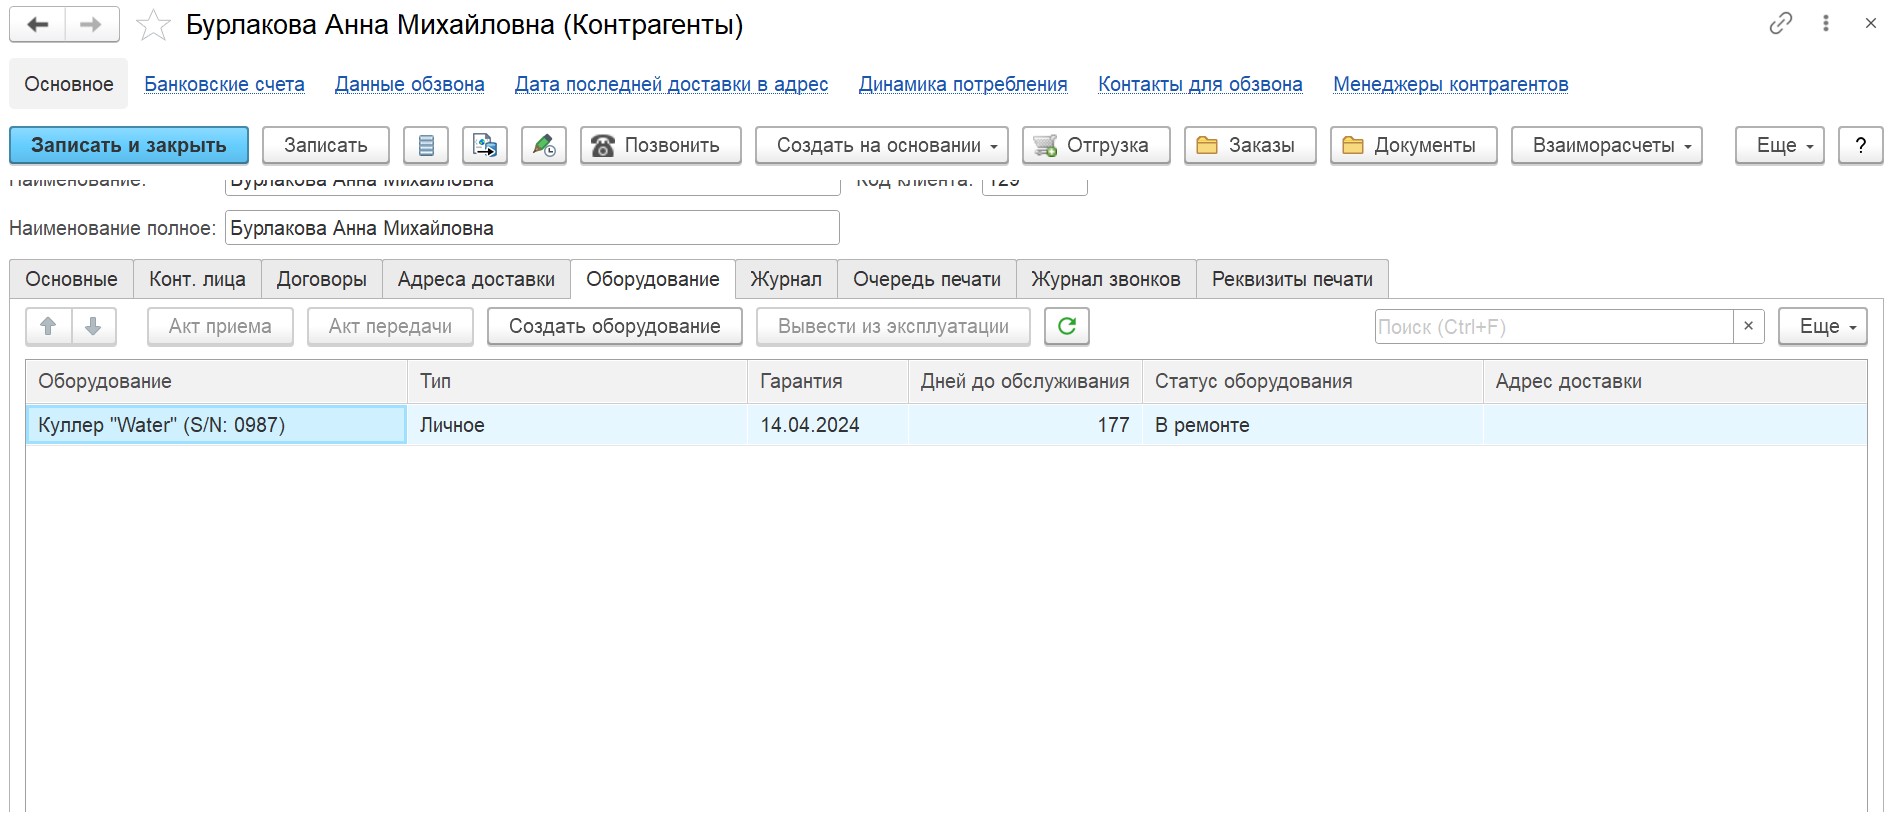 Бурлакова Анна Михайловна (Контрагенты)
Основное Банковские счета Данные обзвона Дата последней доставки в адрес Динамика потребления Контакты для обзвона Менеджеры контрагентов
Записать и закрыть Записать Позвонить Создать на основании Отгрузка Заказы Документы Взаиморасчеты Еще ?
Наименование: Бурлакова Анна Михайловна Код клиента: 129
Наименование полное: Бурлакова Анна Михайловна
Основные Конт. лица Договоры Адреса доставки Оборудование Журнал Очередь печати Журнал звонков Реквизиты печати
Акт приема Акт передачи Создать оборудование Вывести из эксплуатации Поиск (Ctrl+F) × Еще
Оборудование Тип Гарантия Дней до обслуживания Статус оборудования Адрес доставки
Куллер "Water" (S/N: 0987) Личное 14.04.2024 177 В ремонте